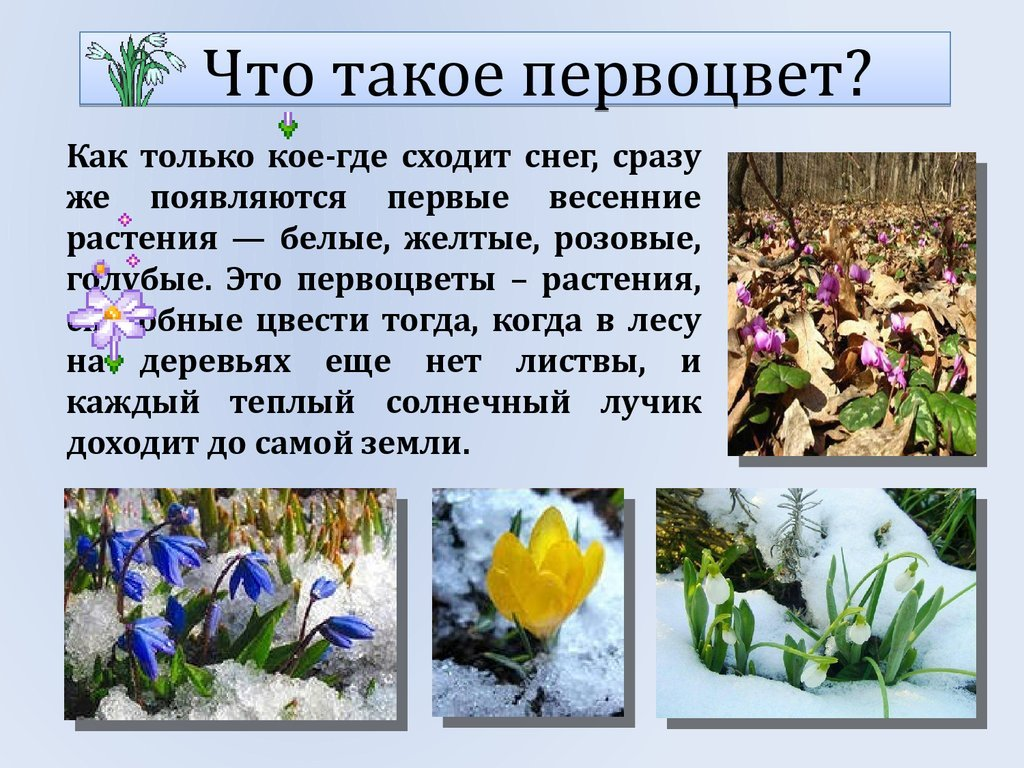 Что такое первоцвет?
Как только кое-где сходит снег, сразу
же появляются первые весенние
растения — белые, желтые, розовые,
голубые. Это первоцветы – растения,
цвести тогда, когда в лесу
на деревьях еще нет листвы, и
каждый теплый солнечный лучик
доходит до самой земли.